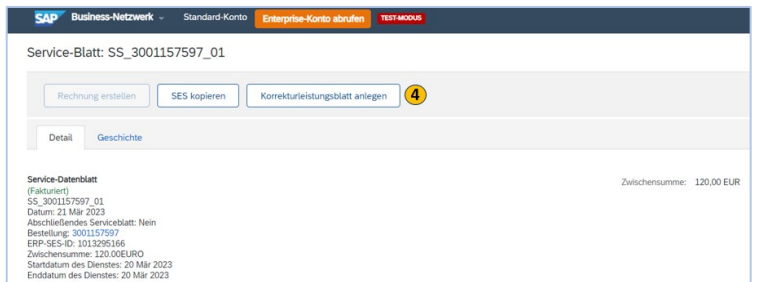 SAP Business-Netzwerk Standard-Konto Enterprise-Konto abrufen TEST-MODUS
Service-Blatt: SS_3001157597_01
Rechnung erstellen SES kopieren Korrekturleistungsblatt anlegen 4
Detail Geschichte
Service-Datenblatt Zwischensumme: 120,00 EUR
(Fakturiert)
SS_3001157597_01
Datum: 21 Mär 2023
Abschließendes Serviceblatt: Nein
Bestellung: 3001157597
ERP-SES-ID: 1013295166
Zwischensumme: 120.00EURO
Startdatum des Dienstes: 20 Mär 2023
Enddatum des Dienstes: 20 Mär 2023